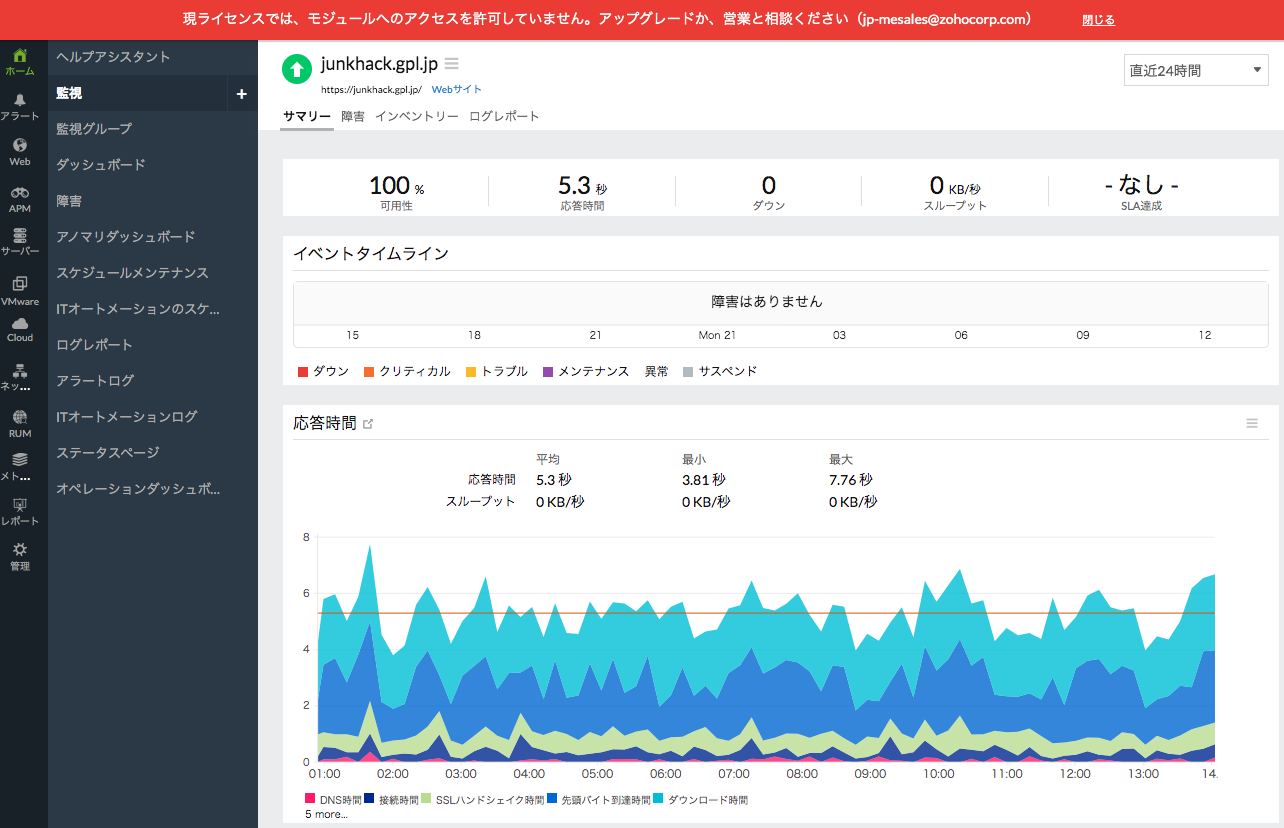 現ライセンスでは、モジュールへのアクセスを許可していません。アップグレードか、営業と相談ください（jp-mesales@zohocorp.com） 閉じる
ホーム
アラート
Web
APM
サーバー
VMware
Cloud
ネッ...
RUM
メト...
レポート
管理
ヘルプアシスタント
監視 +
監視グループ
ダッシュボード
障害
アノマリダッシュボード
スケジュールメンテナンス
ITオートメーションのスケ...
ログレポート
アラートログ
ITオートメーションログ
ステータスページ
オペレーションダッシュボ...
junkhack.gpl.jp
https://junkhack.gpl.jp/ Webサイト
直近24時間
サマリー 障害 インベントリー ログレポート
100 % 5.3 秒 0 0 KB/秒 - なし -
可用性 応答時間 ダウン スループット SLA達成
イベントタイムライン
障害はありません
15 18 21 Mon 21 03 06 09 12
ダウン クリティカル トラブル メンテナンス 異常 サスペンド
応答時間
平均 最小 最大
応答時間 5.3 秒 3.81 秒 7.76 秒
スループット 0 KB/秒 0 KB/秒 0 KB/秒
8
6
4
2
0
01:00 02:00 03:00 04:00 05:00 06:00 07:00 08:00 09:00 10:00 11:00 12:00 13:00 14.
DNS時間 接続時間 SSLハンドシェイク時間 先頭バイト到達時間 ダウンロード時間
5 more...